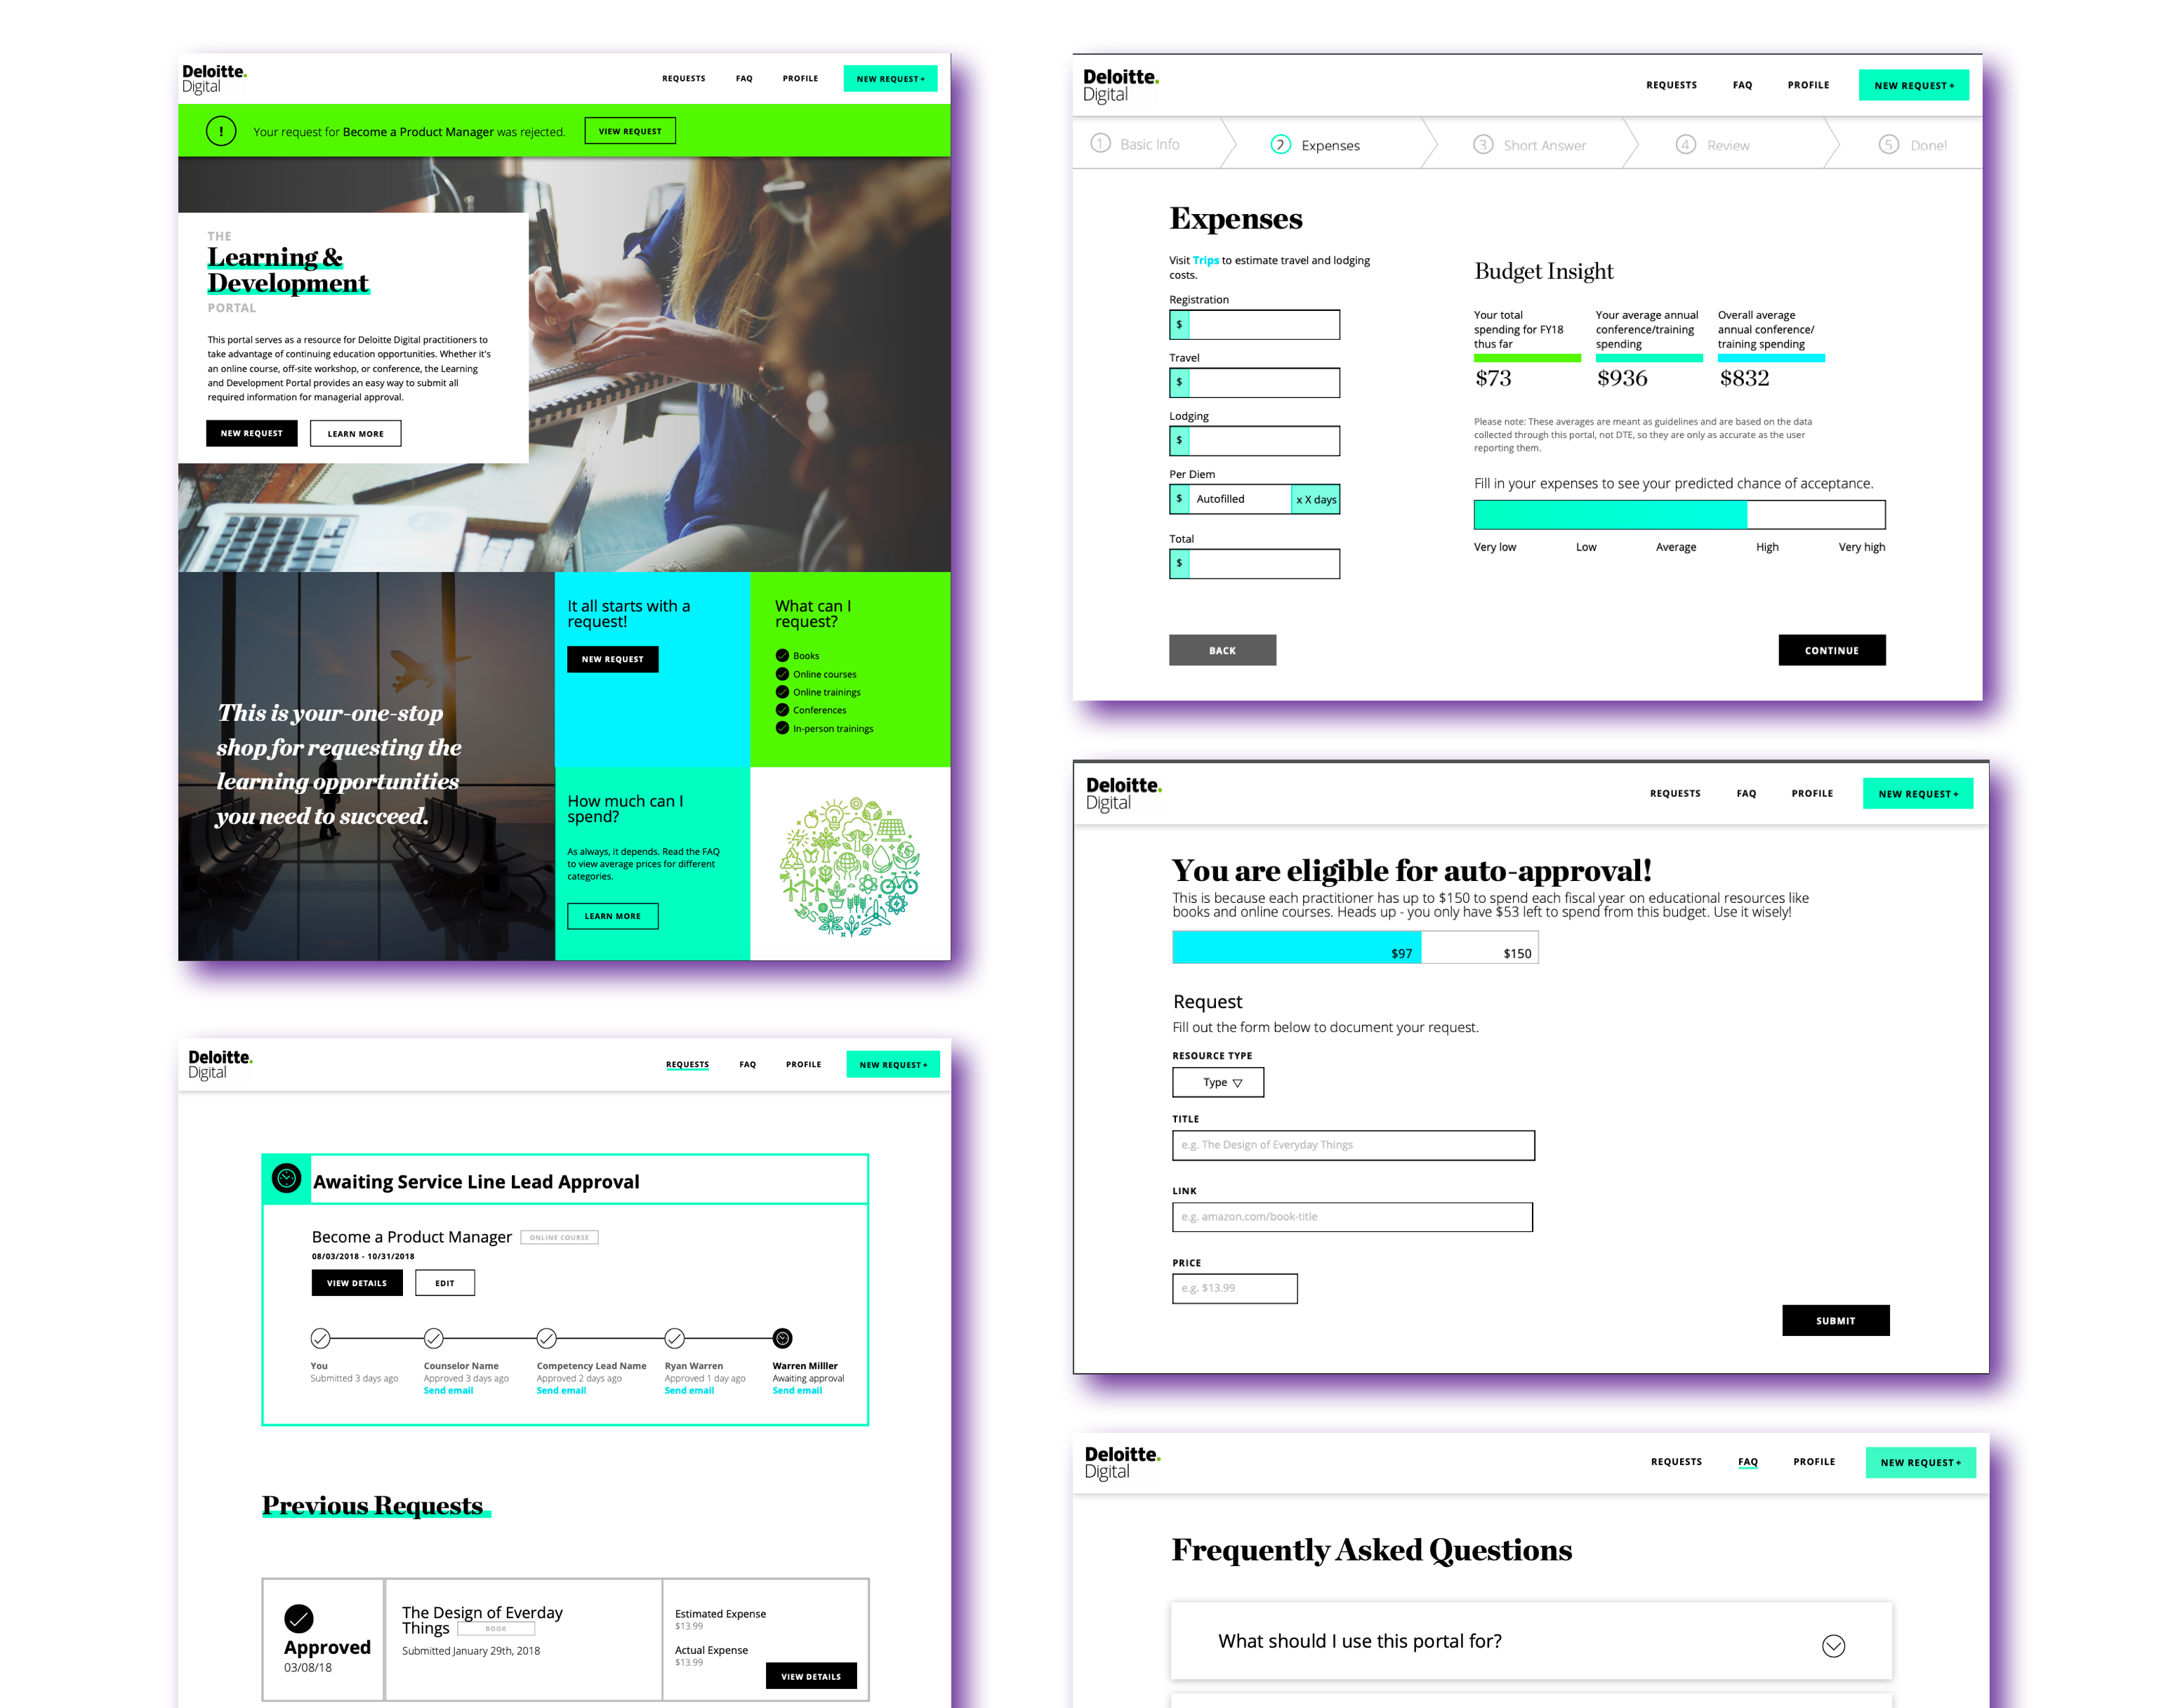 Deloitte.
Digital
REQUESTS
FAQ
PROFILE
NEW REQUEST +
!
Your request for Become a Product Manager was rejected.
VIEW REQUEST
THE
Learning &
Development
PORTAL
This portal serves as a resource for Deloitte Digital practitioners to
take advantage of continuing education opportunities. Whether it's
an online course, off-site workshop, or conference, the Learning
and Development Portal provides an easy way to submit all
required information for managerial approval.
NEW REQUEST
LEARN MORE
This is your-one-stop
shop for requesting the
learning opportunities
you need to succeed.
It all starts with a
request!
NEW REQUEST
What can I
request?
Books
Online courses
Online trainings
Conferences
In-person trainings
How much can I
spend?
As always, it depends. Read the FAQ
to view average prices for different
categories.
LEARN MORE
Deloitte.
Digital
REQUESTS
FAQ
PROFILE
NEW REQUEST +
Awaiting Service Line Lead Approval
Become a Product Manager
ONLINE COURSE
08/03/2018 - 10/31/2018
VIEW DETAILS
EDIT
You
Submitted 3 days ago
Counselor Name
Approved 3 days ago
Send email
Competency Lead Name
Approved 2 days ago
Send email
Ryan Warren
Approved 1 day ago
Send email
Warren Milller
Awaiting approval
Send email
Previous Requests
Approved
03/08/18
The Design of Everday
Things
BOOK
Submitted January 29th, 2018
Estimated Expense
$13.99
Actual Expense
$13.99
VIEW DETAILS
Deloitte.
Digital
REQUESTS
FAQ
PROFILE
NEW REQUEST +
1 Basic Info
2 Expenses
3 Short Answer
4 Review
5 Done!
Expenses
Visit Trips to estimate travel and lodging
costs.
Registration
$
Travel
$
Lodging
$
Per Diem
$ Autofilled x X days
Total
$
Budget Insight
Your total
spending for FY18
thus far
$73
Your average annual
conference/training
spending
$936
Overall average
annual conference/
training spending
$832
Please note: These averages are meant as guidelines and are based on the data
collected through this portal, not DTE, so they are only as accurate as the user
reporting them.
Fill in your expenses to see your predicted chance of acceptance.
Very low
Low
Average
High
Very high
BACK
CONTINUE
Deloitte.
Digital
REQUESTS
FAQ
PROFILE
NEW REQUEST +
You are eligible for auto-approval!
This is because each practitioner has up to $150 to spend each fiscal year on educational resources like
books and online courses. Heads up - you only have $53 left to spend from this budget. Use it wisely!
$97
$150
Request
Fill out the form below to document your request.
RESOURCE TYPE
Type
TITLE
e.g. The Design of Everyday Things
LINK
e.g. amazon.com/book-title
PRICE
e.g. $13.99
SUBMIT
Deloitte.
Digital
REQUESTS
FAQ
PROFILE
NEW REQUEST +
Frequently Asked Questions
What should I use this portal for?